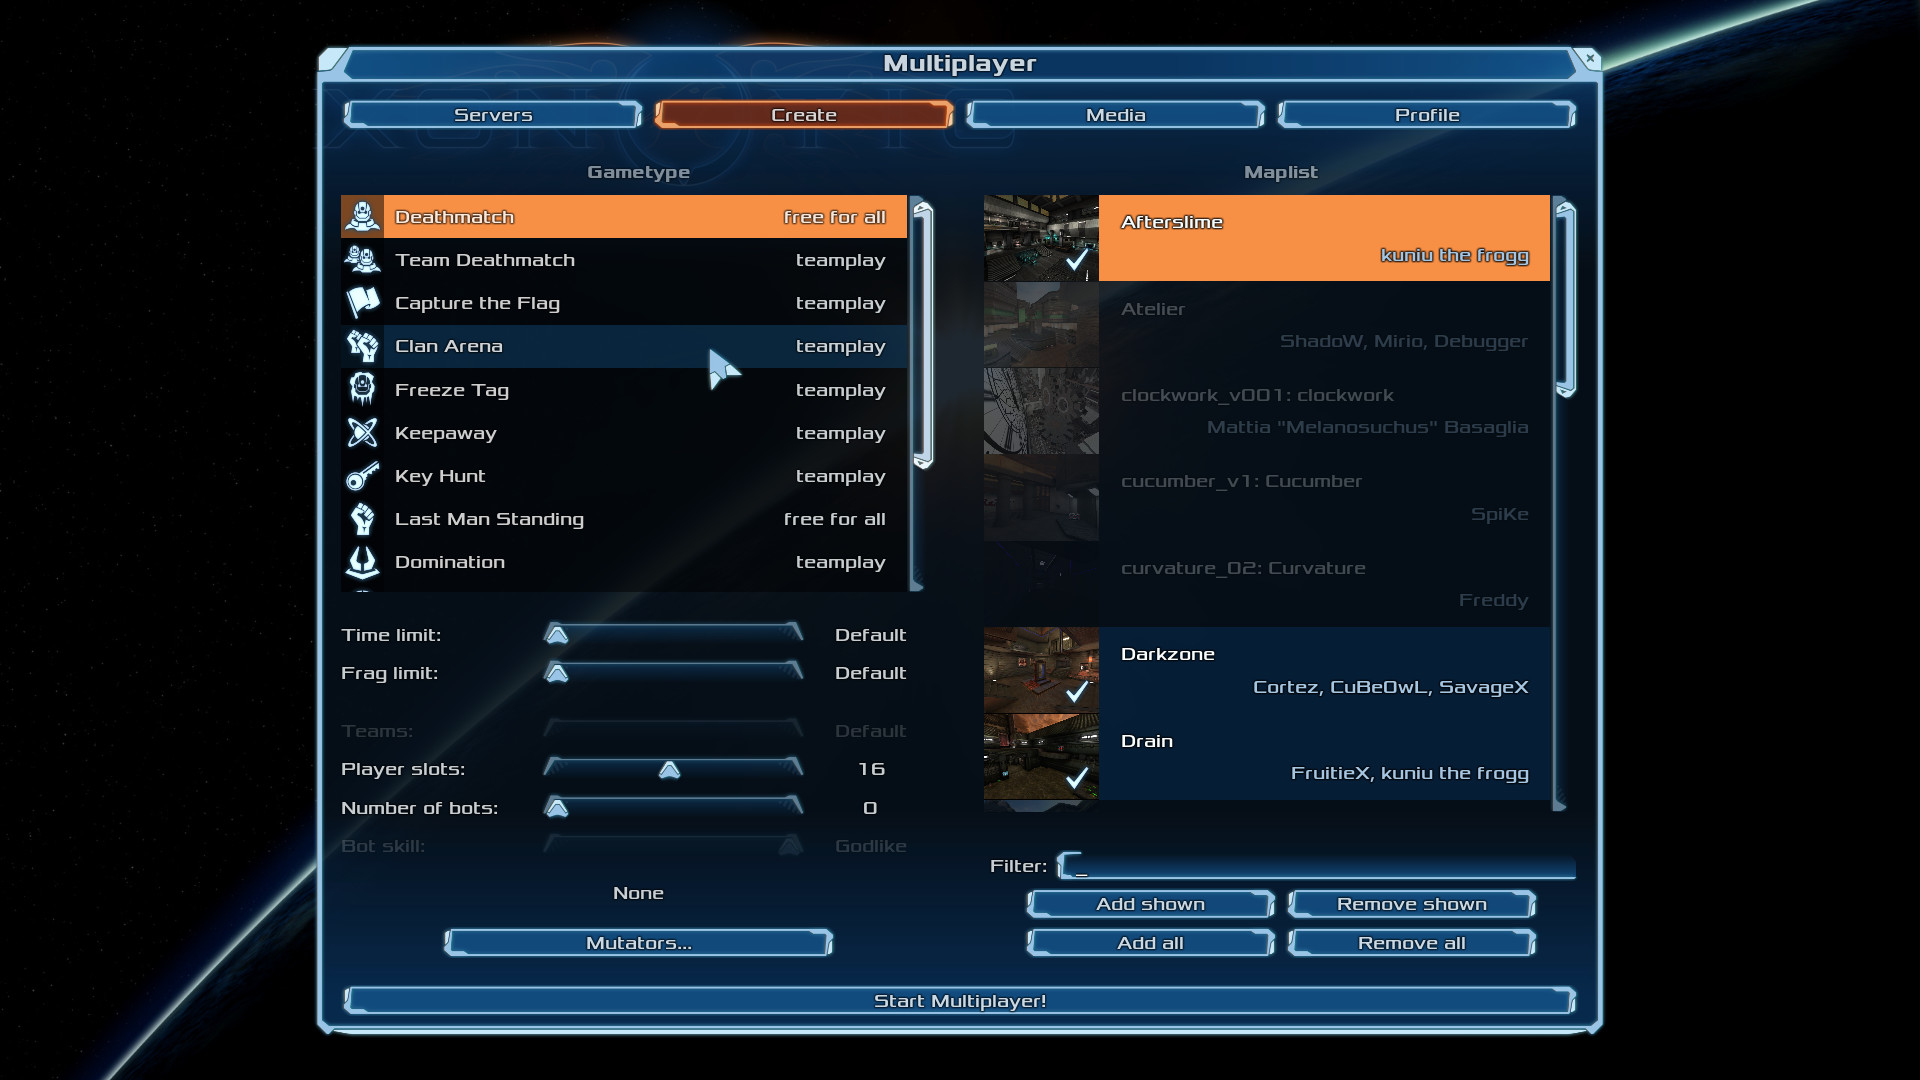 Multiplayer
Servers
Create
Media
Profile
Gametype
Deathmatch free for all
Team Deathmatch teamplay
Capture the Flag teamplay
Clan Arena teamplay
Freeze Tag teamplay
Keepaway teamplay
Key Hunt teamplay
Last Man Standing free for all
Domination teamplay
Time limit: Default
Frag limit: Default
Teams: Default
Player slots: 16
Number of bots: 0
Bot skill: Godlike
None
Mutators...
Maplist
Afterslime
kuniu the frogg
Atelier
ShadoW, Mirio, Debugger
clockwork_v001: clockwork
Mattia "Melanosuchus" Basaglia
cucumber_v1: Cucumber
SpiKe
curvature_02: Curvature
Freddy
Darkzone
Cortez, CuBeOwL, SavageX
Drain
FruitieX, kuniu the frogg
Filter: _
Add shown
Remove shown
Add all
Remove all
Start Multiplayer!